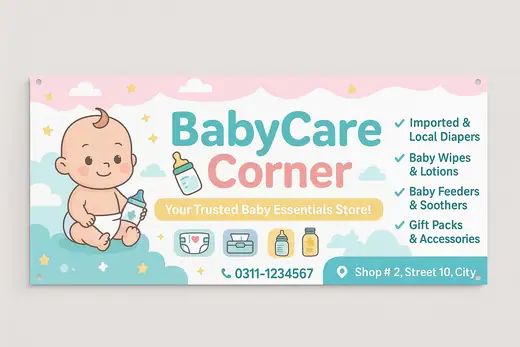 BabyCare
Corner
Your Trusted Baby Essentials Store!
0311-1234567
✓ Imported &
Local Diapers
✓ Baby Wipes
& Lotions
✓ Baby Feeders
& Soothers
✓ Gift Packs
& Accessories
Shop # 2, Street 10, City